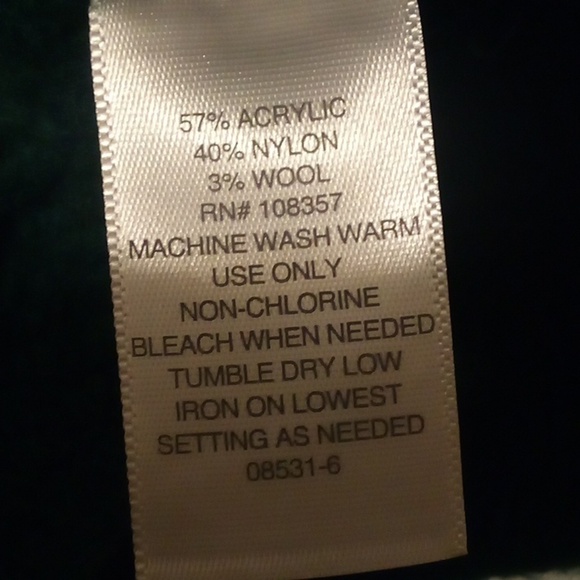 57% ACRYLIC
40% NYLON
3% WOOL
RN# 108357
MACHINE WASH WARM
USE ONLY
NON-CHLORINE
BLEACH WHEN NEEDED
TUMBLE DRY LOW
IRON ON LOWEST
SETTING AS NEEDED
08531-6